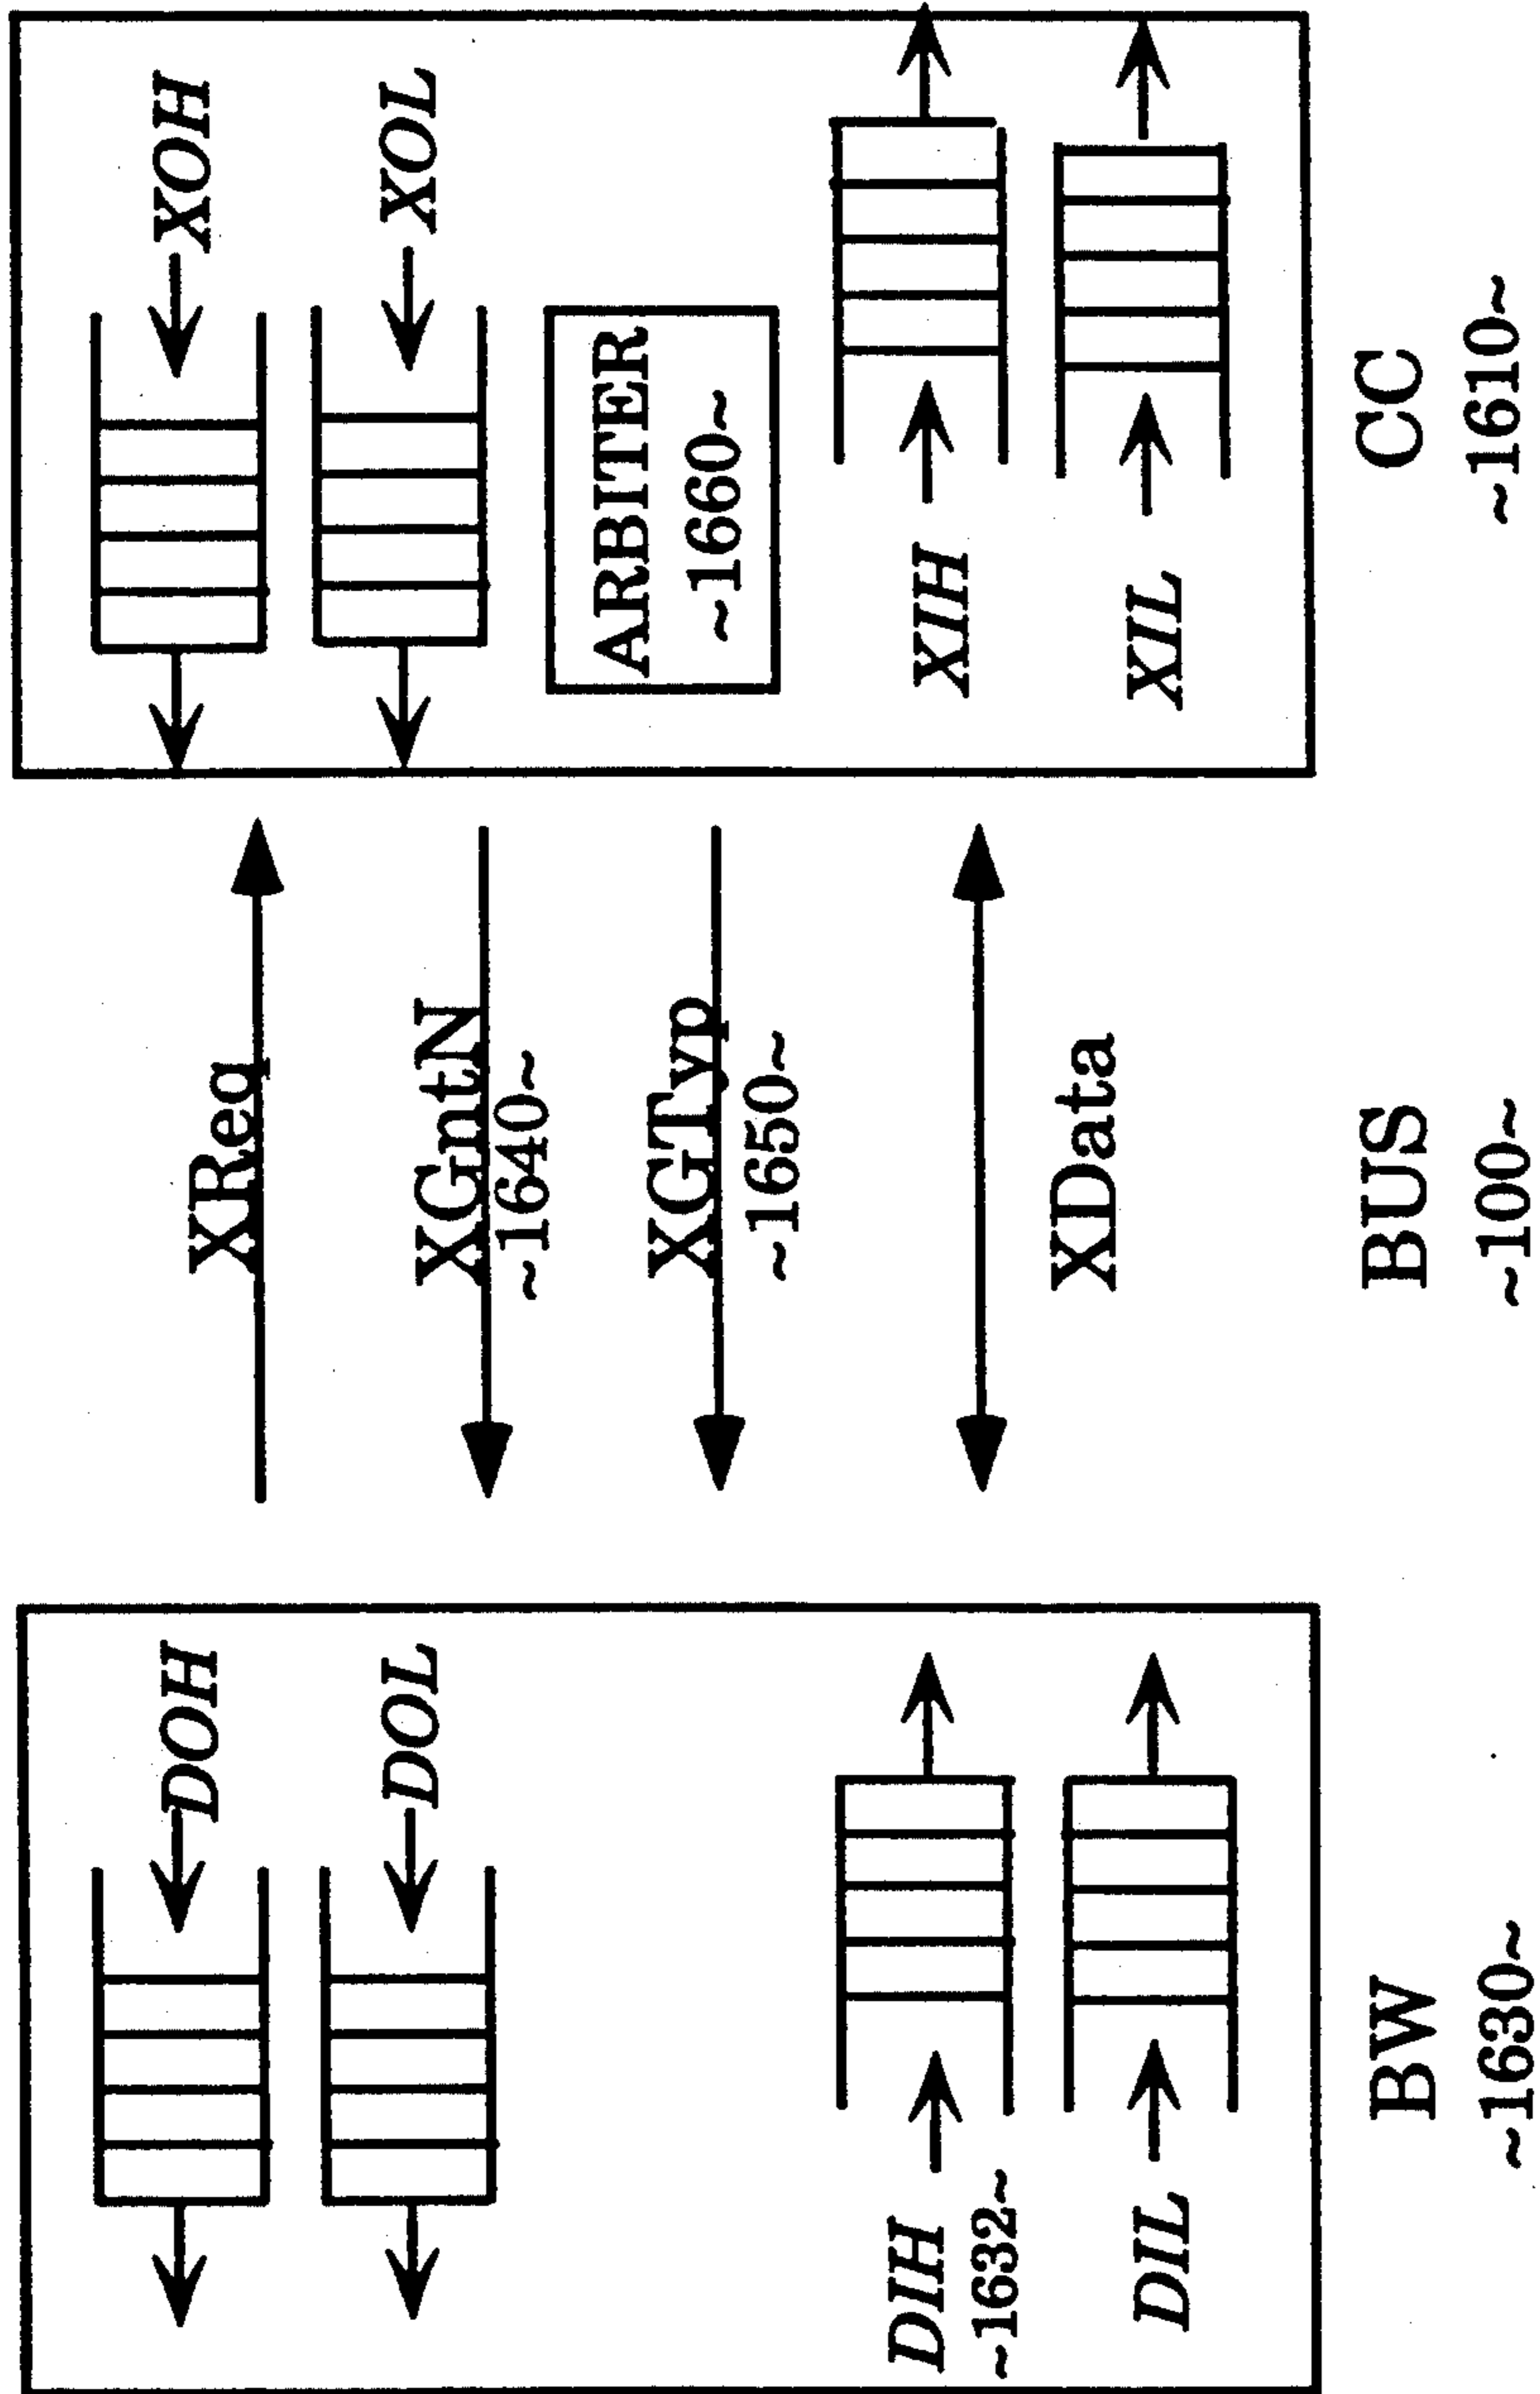 DOH
DOL
DIH
~1632~
DIL
BW
~1630~
XReq
XGntN
~1640~
XGTyp
~1650~
XData
BUS
~100~
XOH
XOL
ARBITER
~1660~
XIH
XIL
CC
~1610~